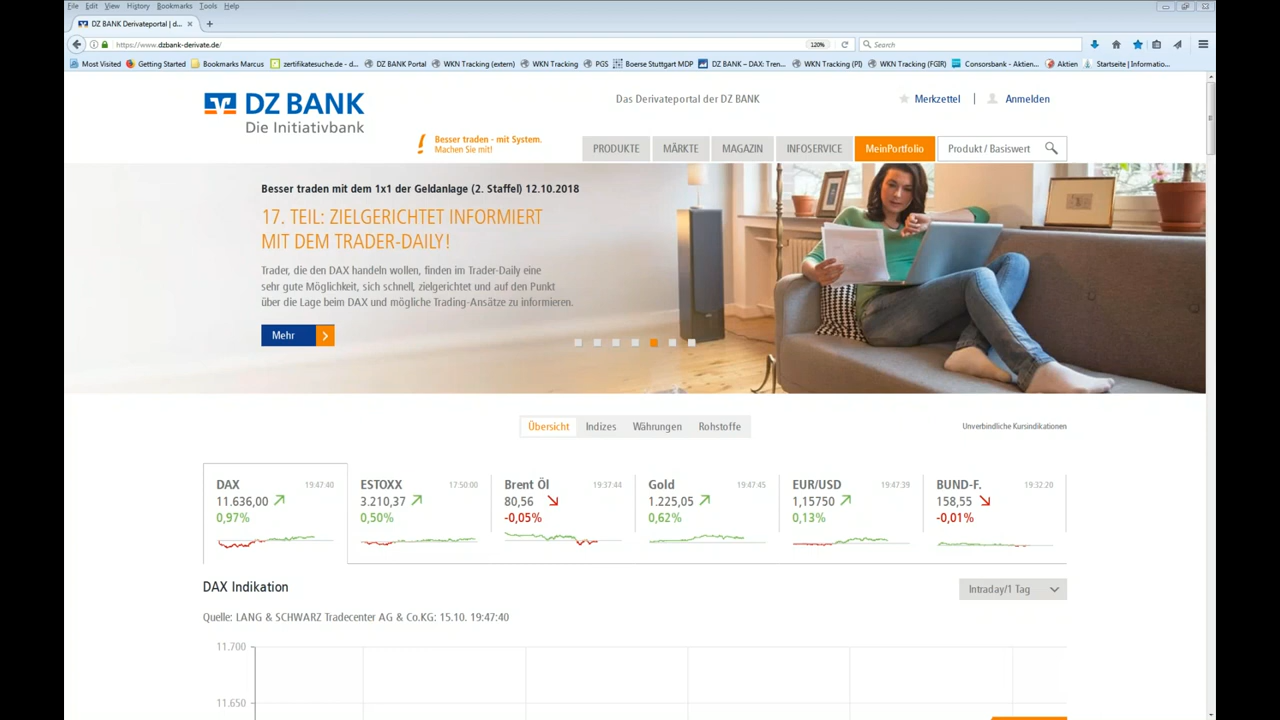 File Edit View History Bookmarks Tools Help
DZ BANK Derivateportal | d... × +
https://www.dzbank-derivate.de/ 120% Search
Most Visited Getting Started Bookmarks Marcus zertifikatesuche.de - d... DZ BANK Portal WKN Tracking (extern) WKN Tracking PGS Boerse Stuttgart MDP DZ BANK – DAX: Tren... WKN Tracking (PI) WKN Tracking (FGIR) Consorsbank - Aktien... Aktien Startseite | Informatio...
DZ BANK
Die Initiativbank
Das Derivateportal der DZ BANK
Merkzettel | Anmelden
Besser traden - mit System.
Machen Sie mit!
PRODUKTE MÄRKTE MAGAZIN INFOSERVICE MeinPortfolio Produkt / Basiswert
Besser traden mit dem 1x1 der Geldanlage (2. Staffel) 12.10.2018
17. TEIL: ZIELGERICHTET INFORMIERT
MIT DEM TRADER-DAILY!
Trader, die den DAX handeln wollen, finden im Trader-Daily eine
sehr gute Möglichkeit, sich schnell, zielgerichtet und auf den Punkt
über die Lage beim DAX und mögliche Trading-Ansätze zu informieren.
Mehr
Übersicht Indizes Währungen Rohstoffe
Unverbindliche Kursindikationen
DAX 19:47:40
11.636,00
0,97%
ESTOXX 17:50:00
3.210,37
0,50%
Brent Öl 19:37:44
80,56
-0,05%
Gold 19:47:45
1.225,05
0,62%
EUR/USD 19:47:39
1,15750
0,13%
BUND-F. 19:32:20
158,55
-0,01%
DAX Indikation
Intraday/1 Tag
Quelle: LANG & SCHWARZ Tradecenter AG & Co.KG: 15.10. 19:47:40
11.700
11.650